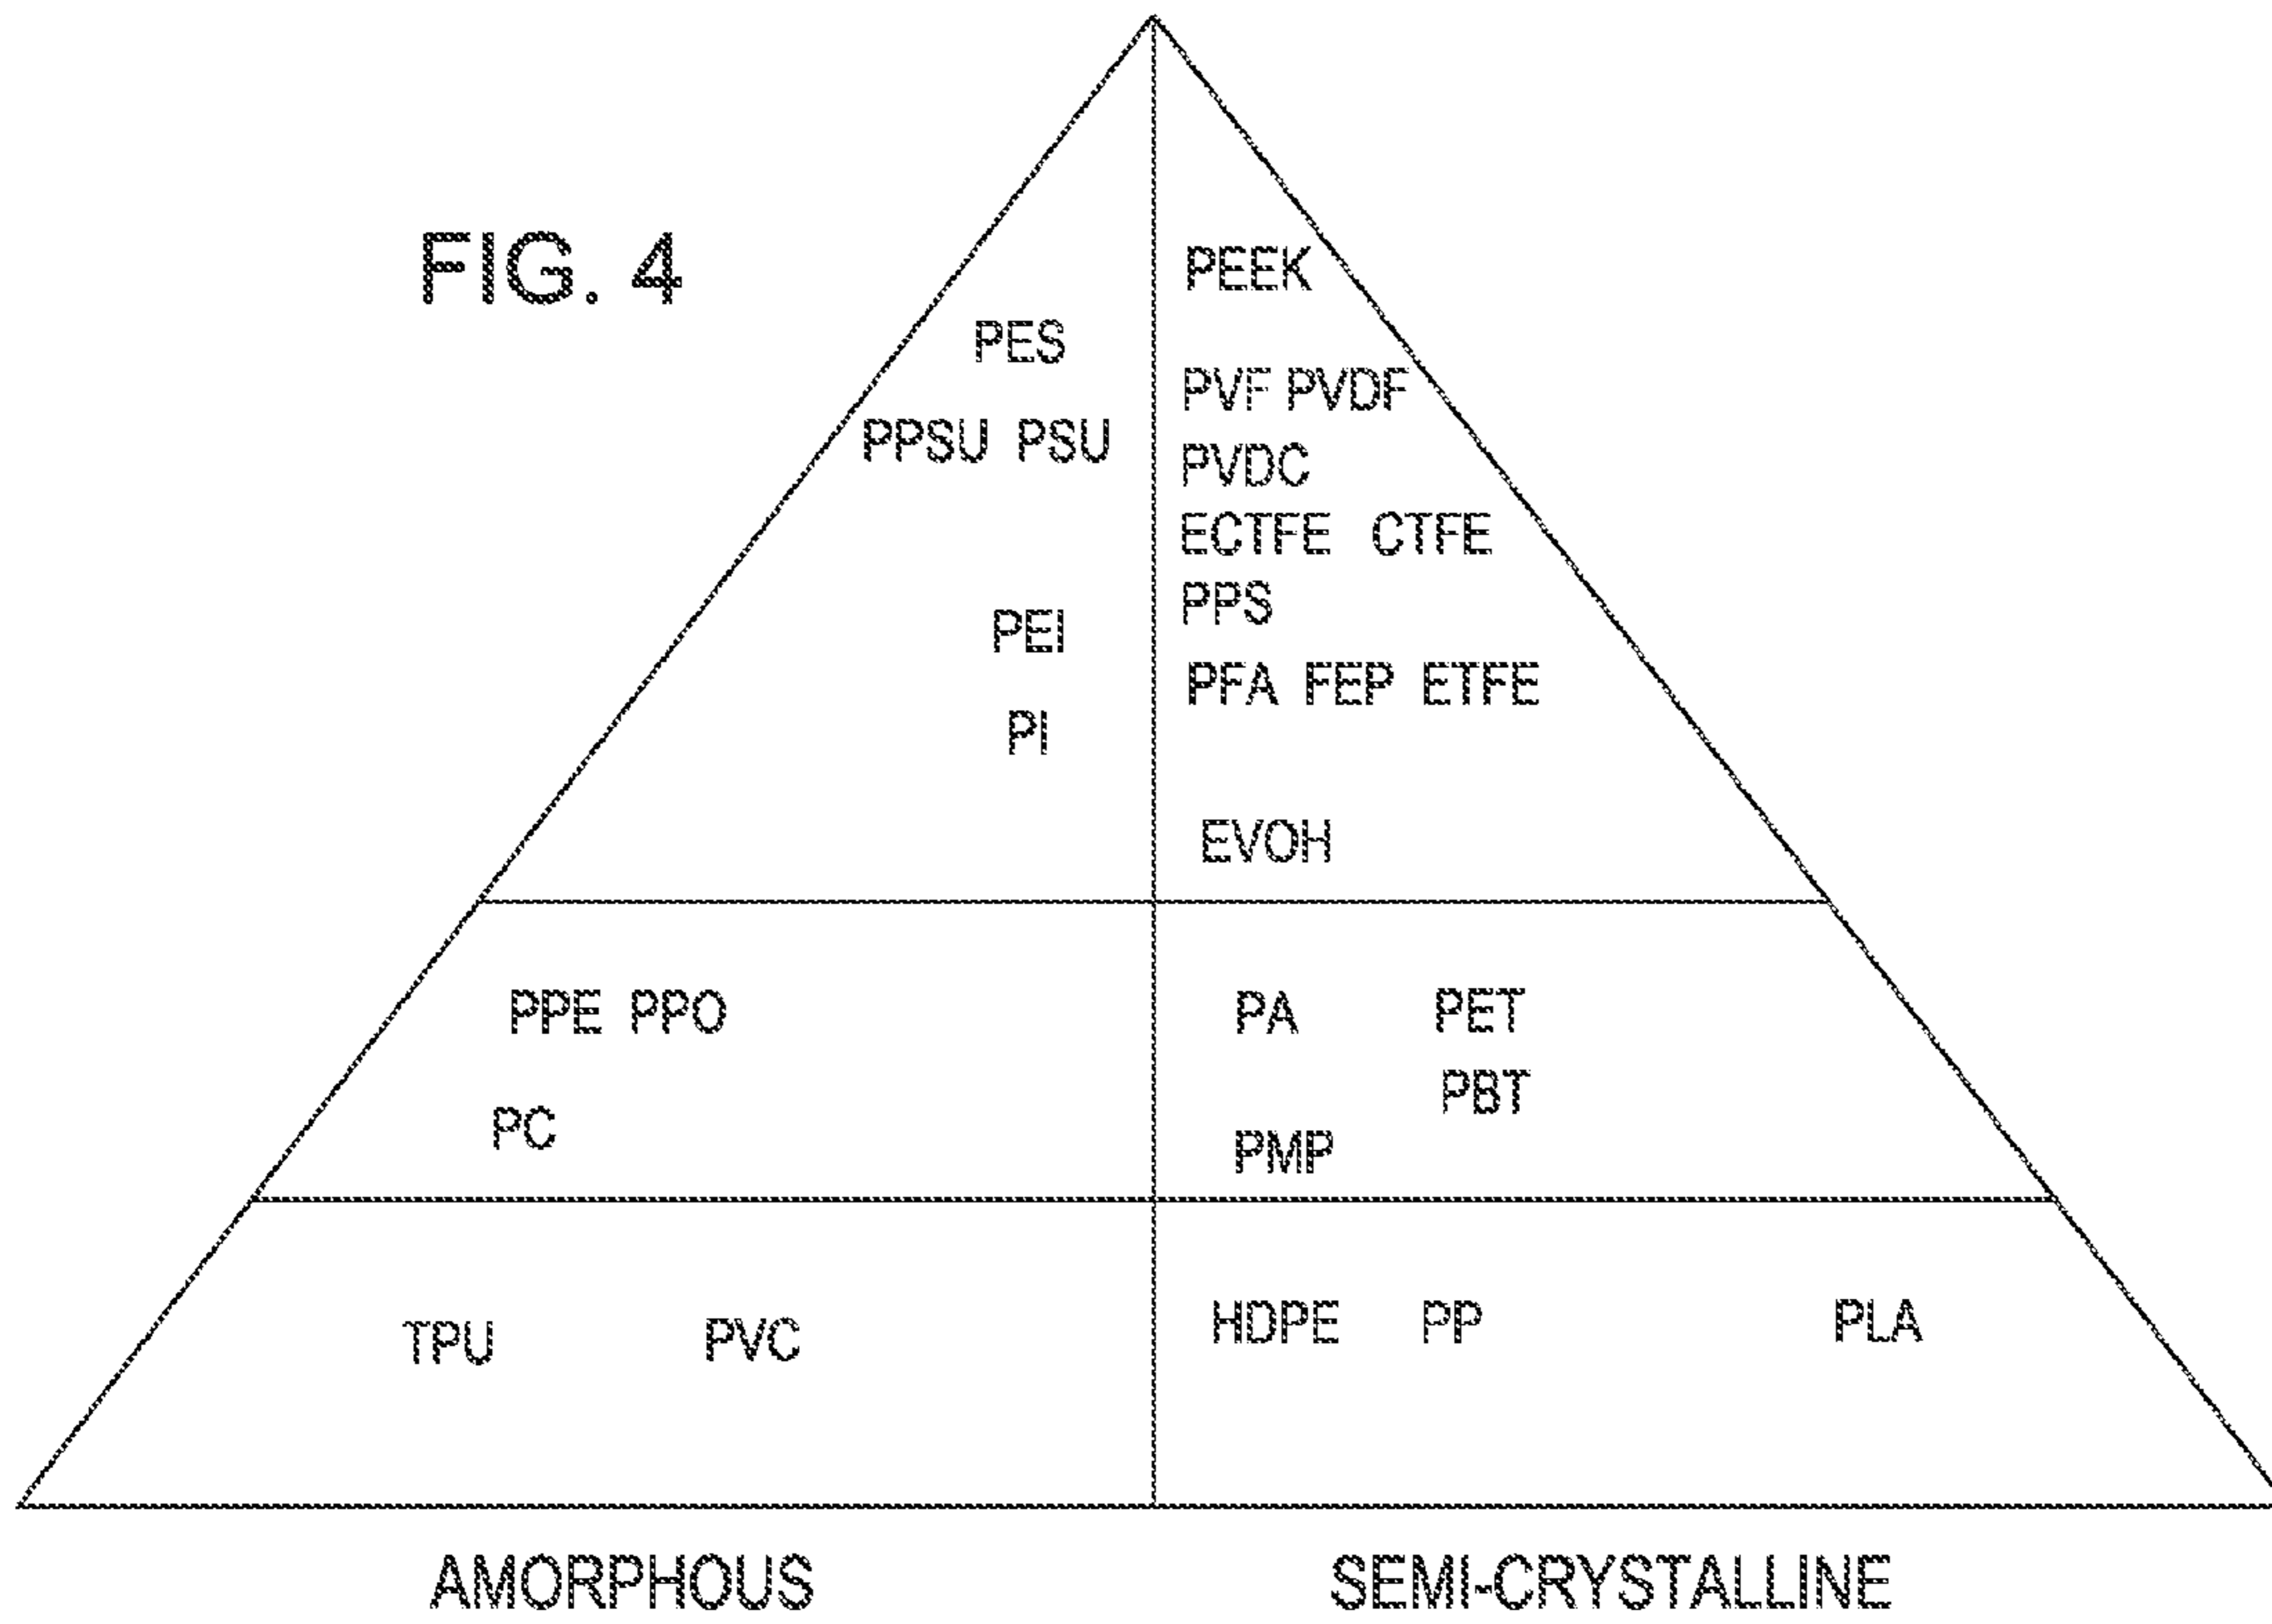 FIG. 4
PEEK
PES
PVF PVDF
PPSU PSU
PVDC
ECTFE CTFE
PPS
PEI
PFA FEP ETFE
PI
EVOH
PPE PPO
PA PET
PBT
PC
PMP
TPU PVC
HDPE PP PLA
AMORPHOUS
SEMI-CRYSTALLINE